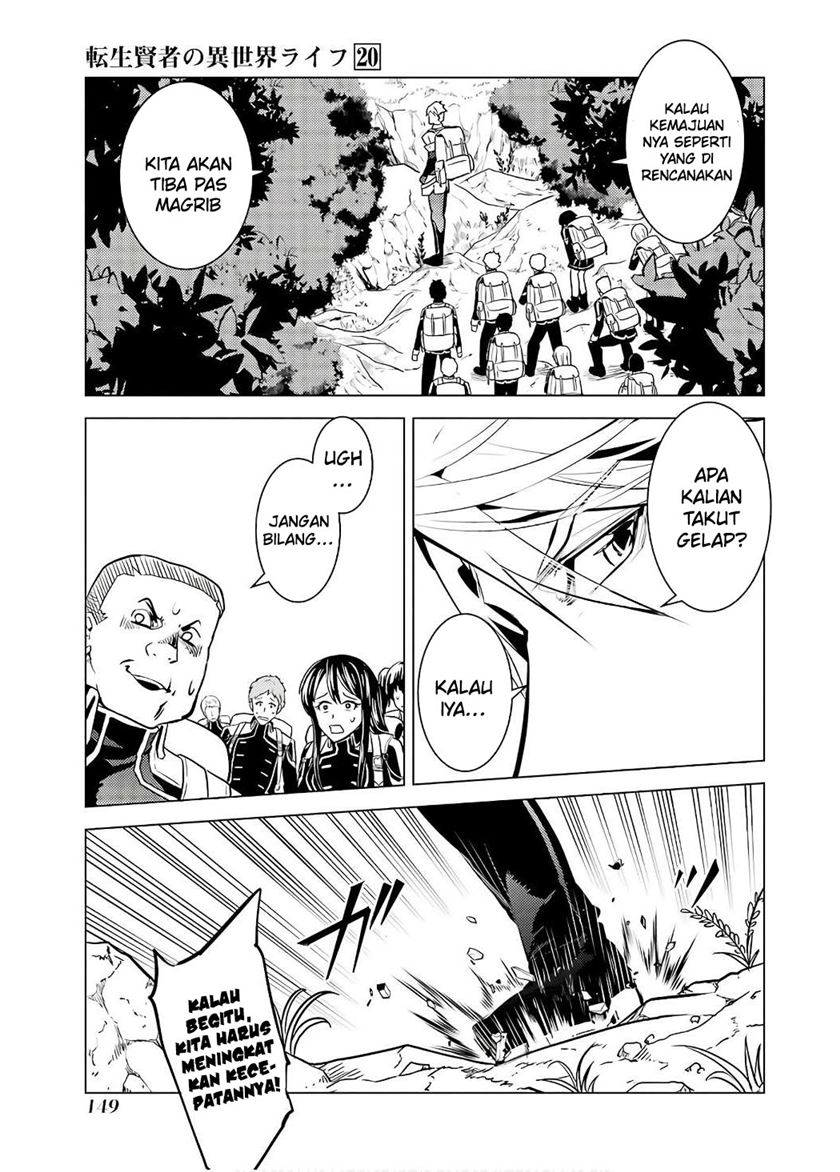 転生賢者の異世界ライフ 20
KALAU
KEMAJUAN
NYA SEPERTI
YANG DI
RENCANAKAN
KITA AKAN
TIBA PAS
MAGRIB
APA
KALIAN
TAKUT
GELAP?
KALAU
IYA...
UGH
...
JANGAN
BILANG...
ガッ
KALAU
BEGITU,
KITA HARUS
MENINGKAT
KAN KECE-
PATANNYA!
149